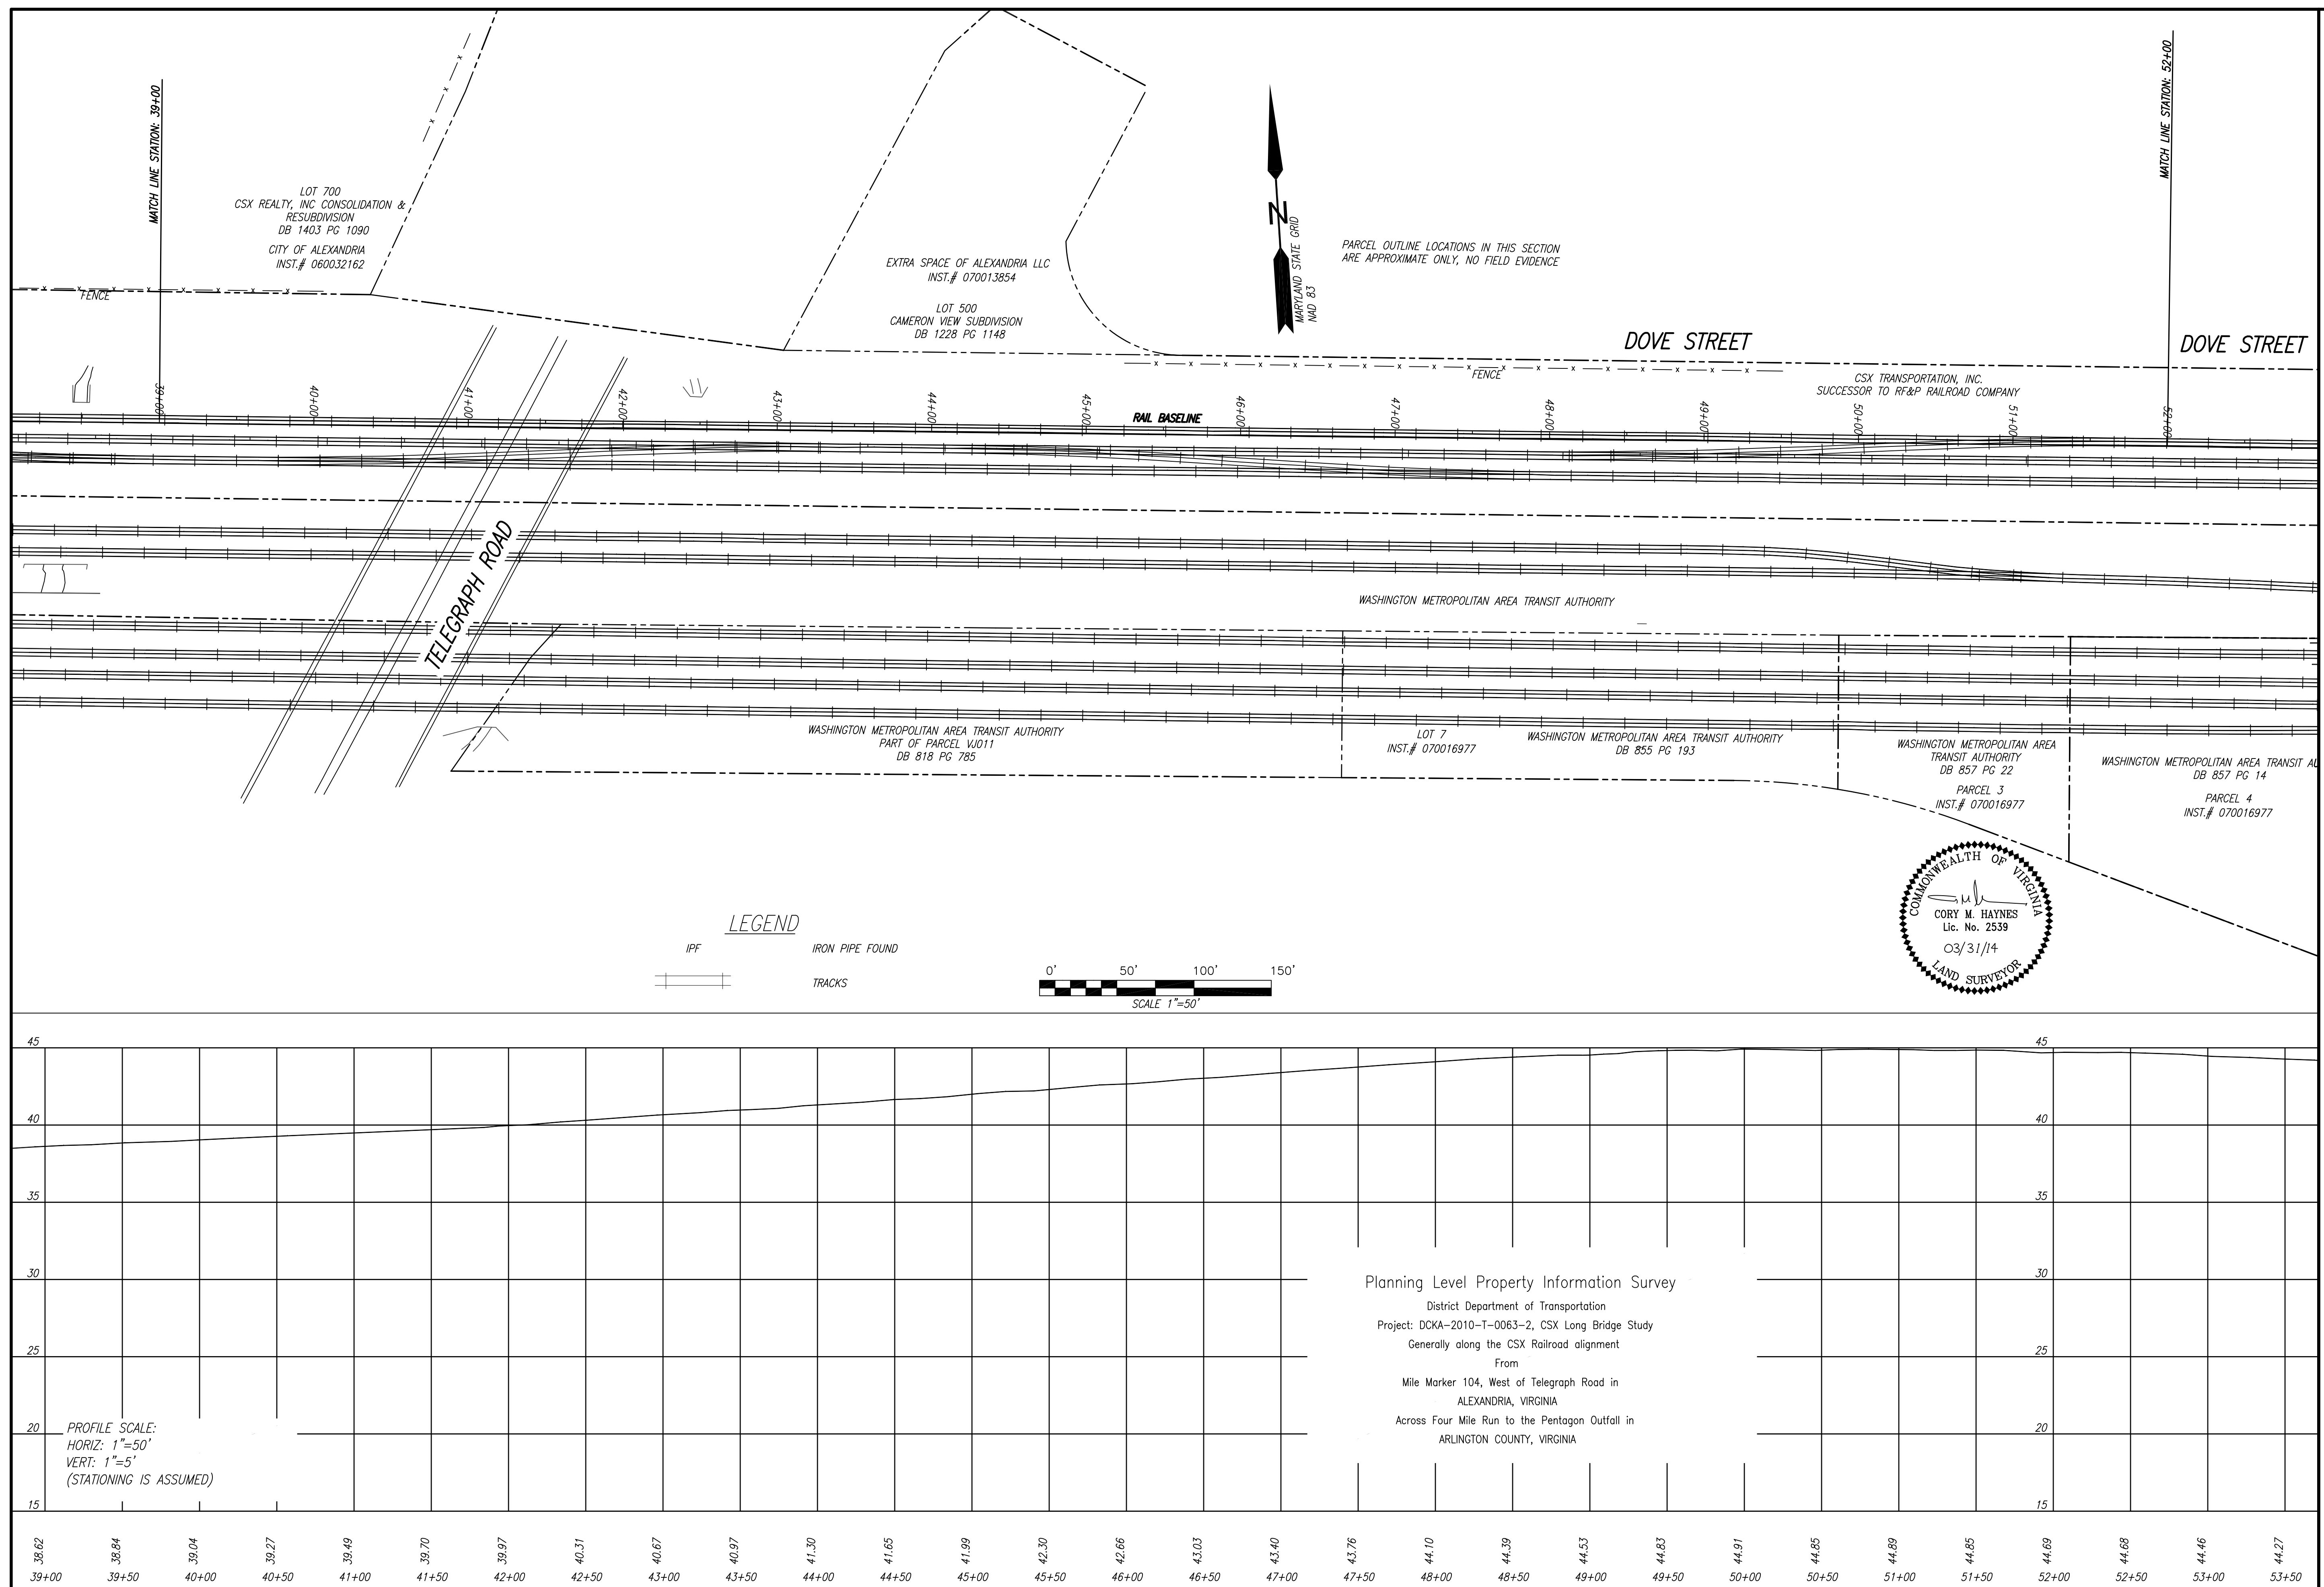 MATCH LINE STATION: 39+00
MATCH LINE STATION: 52+00
LOT 700
CSX REALTY, INC CONSOLIDATION &
RESUBDIVISION
DB 1403 PG 1090
CITY OF ALEXANDRIA
INST.# 060032162
FENCE
EXTRA SPACE OF ALEXANDRIA LLC
INST.# 070013854
LOT 500
CAMERON VIEW SUBDIVISION
DB 1228 PG 1148
N
MARYLAND STATE GRID
NAD 83
PARCEL OUTLINE LOCATIONS IN THIS SECTION
ARE APPROXIMATE ONLY, NO FIELD EVIDENCE
DOVE STREET
DOVE STREET
FENCE
CSX TRANSPORTATION, INC.
SUCCESSOR TO RF&P RAILROAD COMPANY
39+00
40+00
41+00
42+00
43+00
44+00
45+00
RAIL BASELINE
46+00
47+00
48+00
49+00
50+00
51+00
52+00
TELEGRAPH ROAD
WASHINGTON METROPOLITAN AREA TRANSIT AUTHORITY
WASHINGTON METROPOLITAN AREA TRANSIT AUTHORITY
PART OF PARCEL VJ011
DB 818 PG 785
LOT 7
INST.# 070016977
WASHINGTON METROPOLITAN AREA TRANSIT AUTHORITY
DB 855 PG 193
WASHINGTON METROPOLITAN AREA
TRANSIT AUTHORITY
DB 857 PG 22
PARCEL 3
INST.# 070016977
WASHINGTON METROPOLITAN AREA TRANSIT AU
DB 857 PG 14
PARCEL 4
INST.# 070016977
COMMONWEALTH OF VIRGINIA
CORY M. HAYNES
Lic. No. 2539
03/31/14
LAND SURVEYOR
LEGEND
IPF IRON PIPE FOUND
TRACKS
0' 50' 100' 150'
SCALE 1"=50'
45 45
40 40
35 35
30 30
25 25
20 20
15 15
Planning Level Property Information Survey
District Department of Transportation
Project: DCKA-2010-T-0063-2, CSX Long Bridge Study
Generally along the CSX Railroad alignment
From
Mile Marker 104, West of Telegraph Road in
ALEXANDRIA, VIRGINIA
Across Four Mile Run to the Pentagon Outfall in
ARLINGTON COUNTY, VIRGINIA
PROFILE SCALE:
HORIZ: 1"=50'
VERT: 1"=5'
(STATIONING IS ASSUMED)
38.62 38.84 39.04 39.27 39.49 39.70 39.97 40.31 40.67 40.97 41.30 41.65 41.99 42.30 42.66 43.03 43.40 43.76 44.10 44.39 44.53 44.83 44.91 44.85 44.89 44.85 44.69 44.68 44.46 44.27
39+00 39+50 40+00 40+50 41+00 41+50 42+00 42+50 43+00 43+50 44+00 44+50 45+00 45+50 46+00 46+50 47+00 47+50 48+00 48+50 49+00 49+50 50+00 50+50 51+00 51+50 52+00 52+50 53+00 53+50